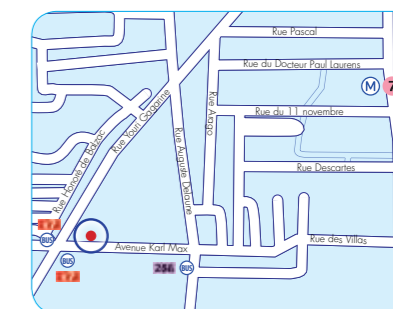 Rue Pascal
Rue du Docteur Paul Laurens
M
7
Rue du 11 novembre
Rue Arago
Rue Youri Gagarine
Rue Honoré de Balzac
Rue Auguste Delaune
Rue Descartes
BUS
Avenue Karl Max
Rue des Villas
BUS
BUS